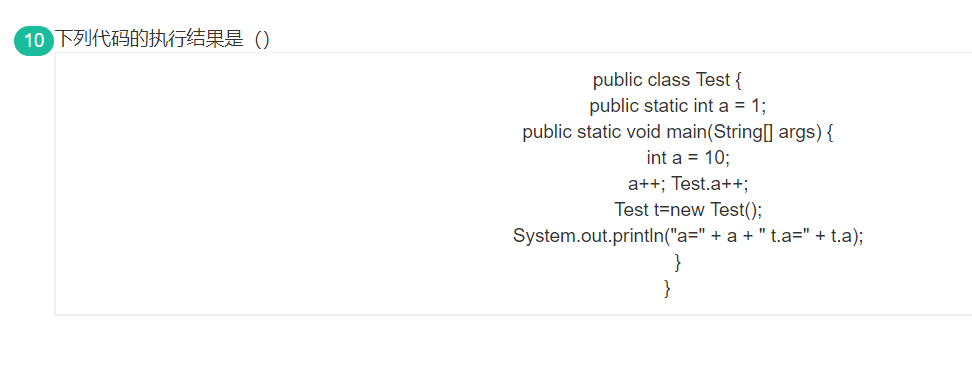 10 下列代码的执行结果是（）
public class Test {
public static int a = 1;
public static void main(String[] args) {
int a = 10;
a++; Test.a++;
Test t=new Test();
System.out.println("a=" + a + " t.a=" + t.a);
}
}